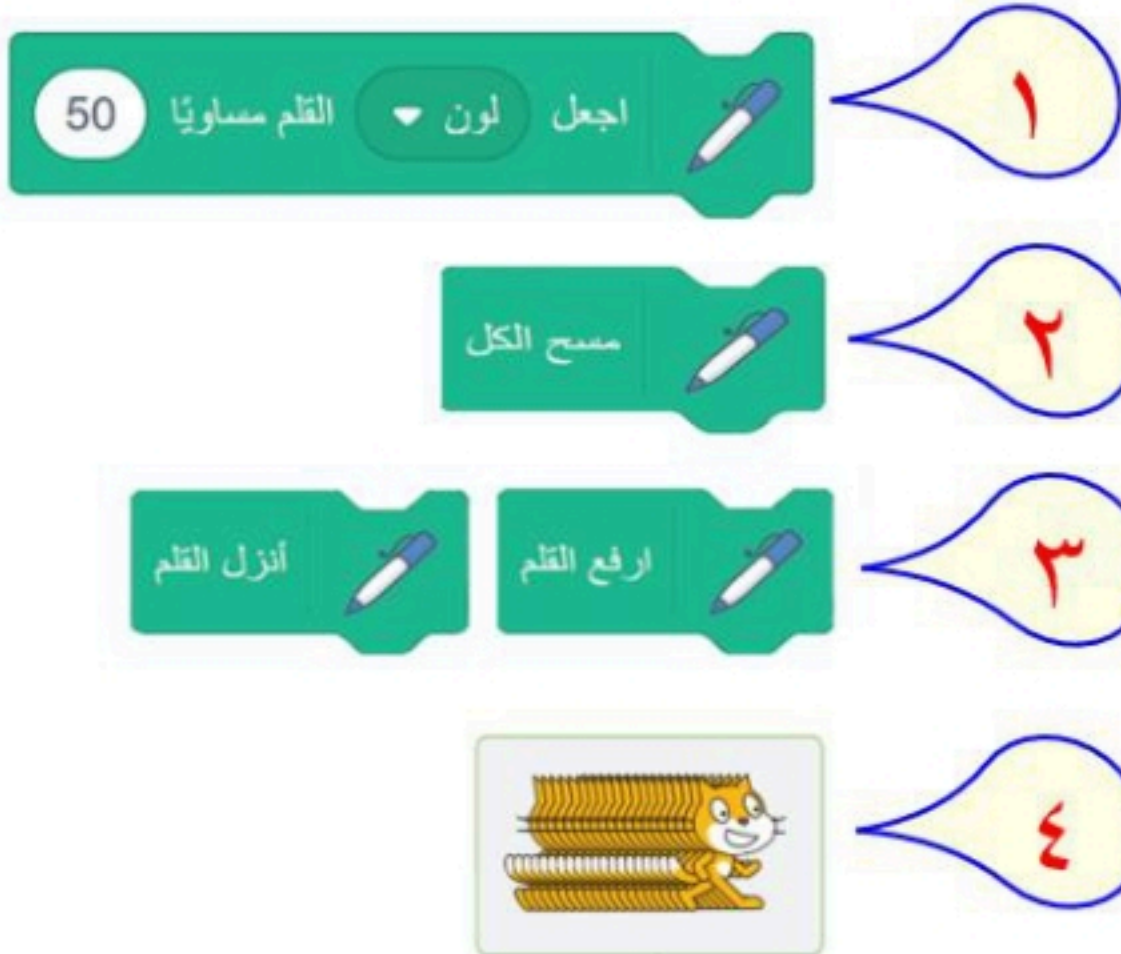 ١
اجعل لون القلم مساويًا 50
٢
مسح الكل
٣
ارفع القلم
أنزل القلم
٤